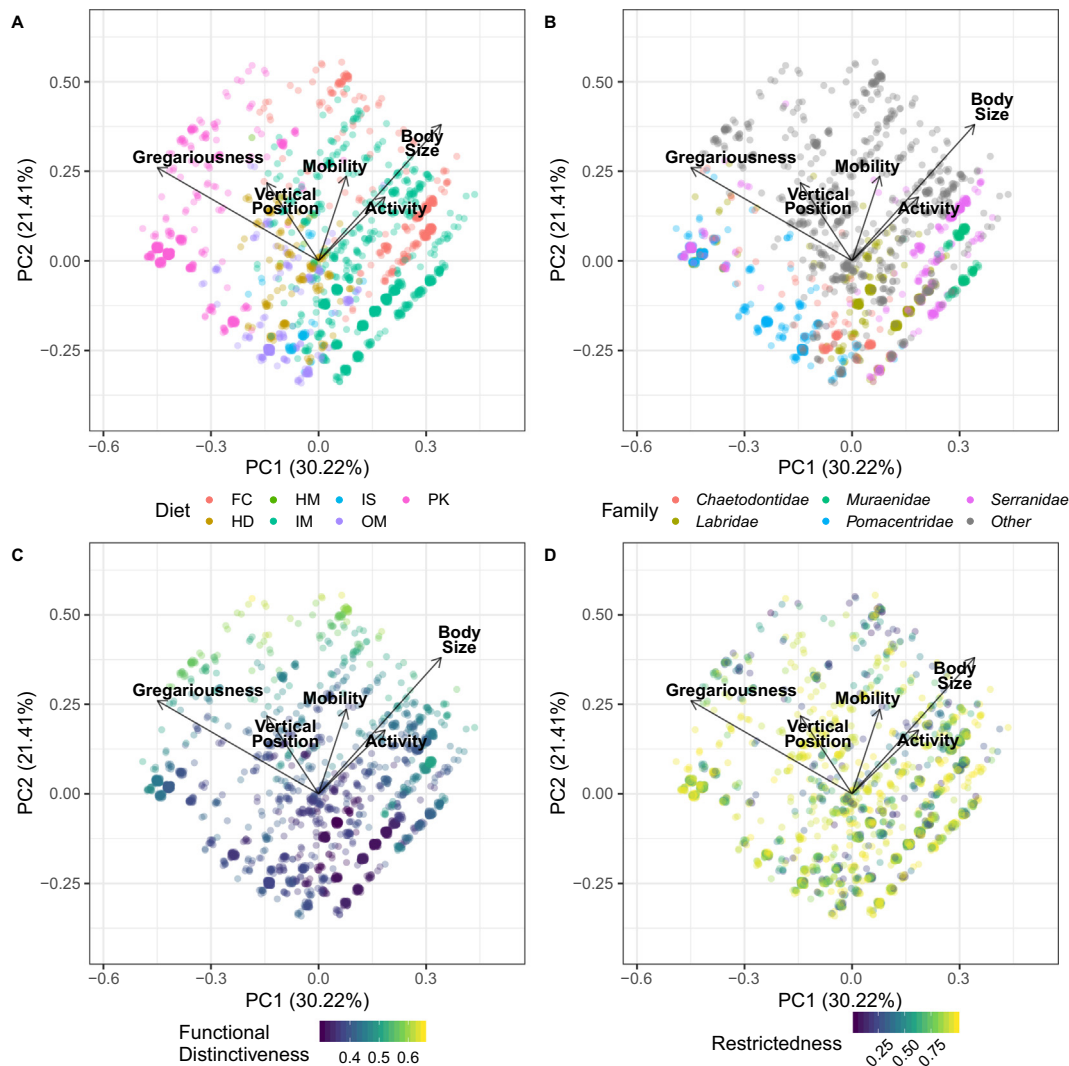 A
PC2 (21.41%)
0.50
0.25
0.00
−0.25
Gregariousness
Vertical
Position
Mobility
Body
Size
Activity
−0.6
−0.3
0.0
0.3
PC1 (30.22%)
Diet
FC
HM
IS
PK
HD
IM
OM
B
PC2 (21.41%)
0.50
0.25
0.00
−0.25
Gregariousness
Vertical
Position
Mobility
Body
Size
Activity
−0.6
−0.3
0.0
0.3
PC1 (30.22%)
Family
Chaetodontidae
Muraenidae
Serranidae
Labridae
Pomacentridae
Other
C
PC2 (21.41%)
0.50
0.25
0.00
−0.25
Gregariousness
Vertical
Position
Mobility
Body
Size
Activity
−0.6
−0.3
0.0
0.3
PC1 (30.22%)
Functional
Distinctiveness
0.4 0.5 0.6
D
PC2 (21.41%)
0.50
0.25
0.00
−0.25
Gregariousness
Vertical
Position
Mobility
Body
Size
Activity
−0.6
−0.3
0.0
0.3
PC1 (30.22%)
Restrictedness
0.25 0.50 0.75